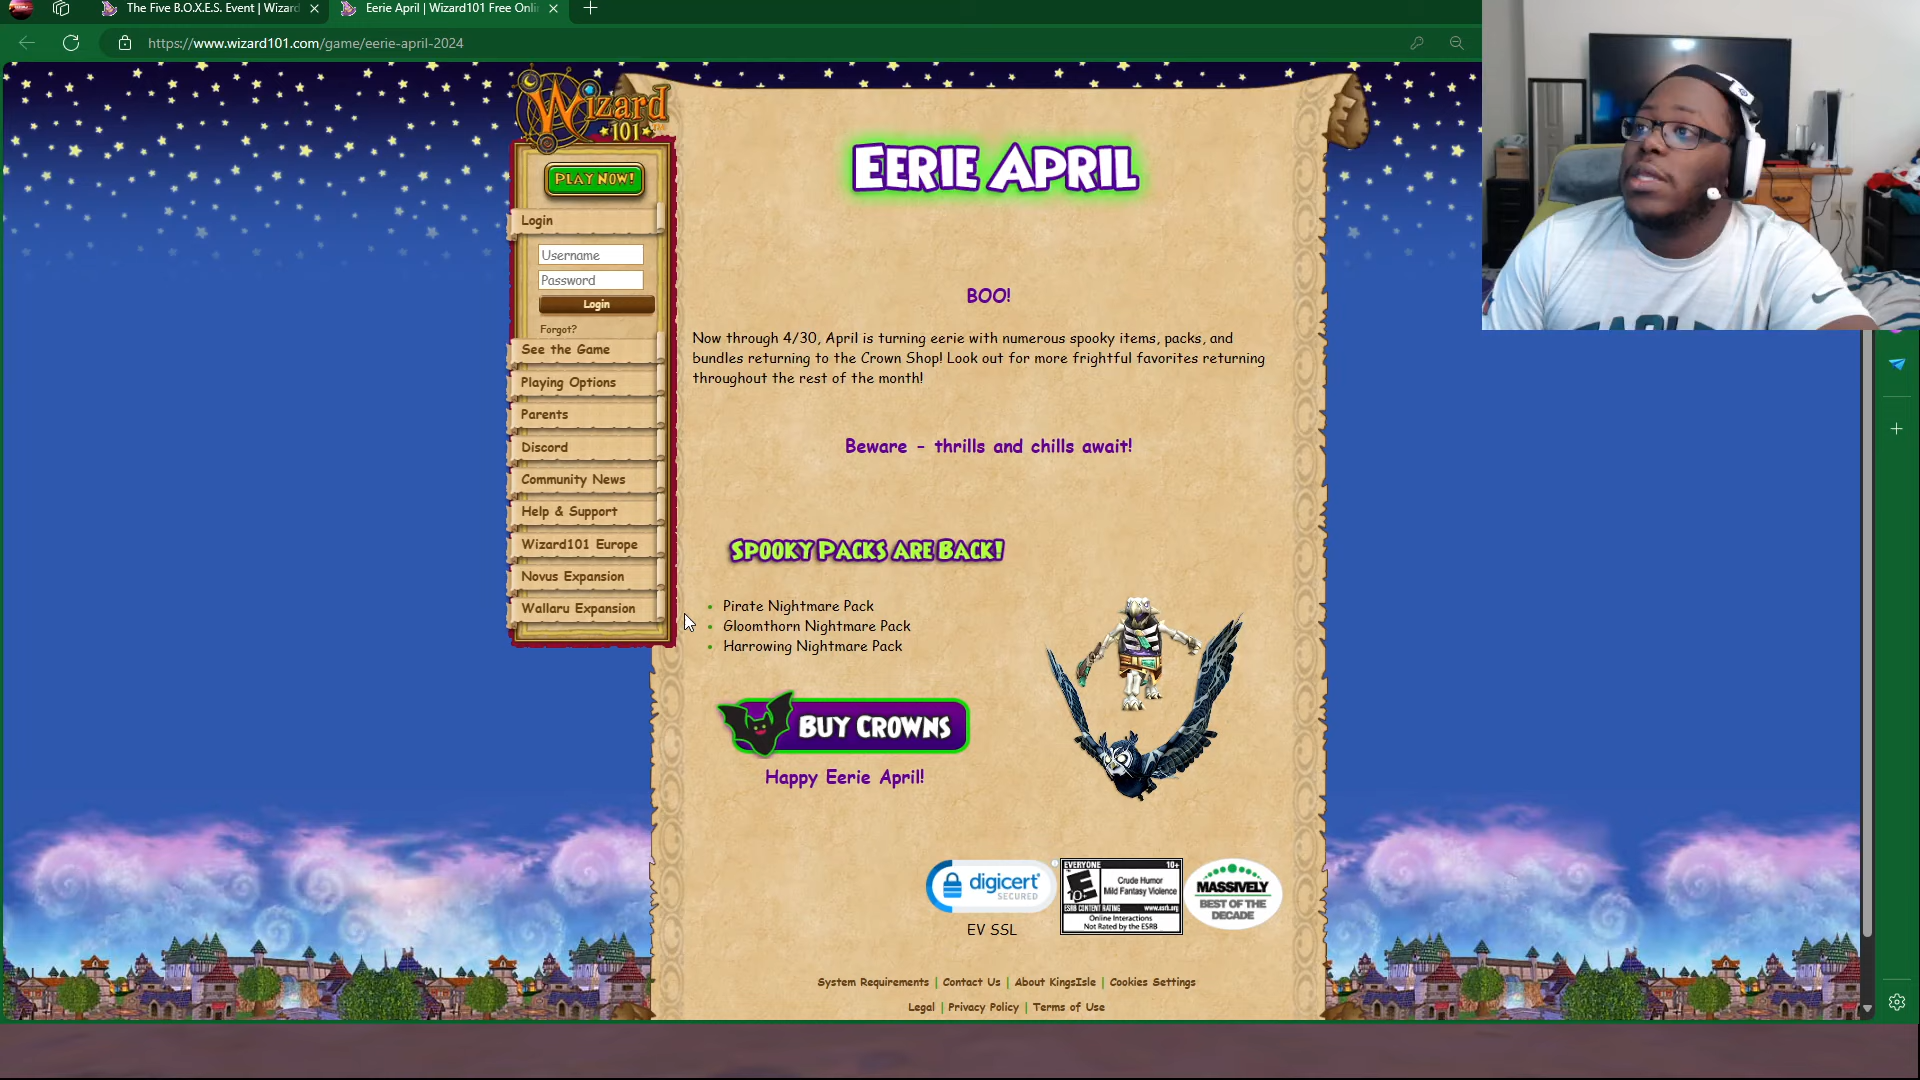 The Five B.O.X.E.S. Event | Wizard
Eerie April | Wizard101 Free Onli
https://www.wizard101.com/game/eerie-april-2024
Wizard
101
PLAY NOW!
Login
Username
Password
Login
Forgot?
See the Game
Playing Options
Parents
Discord
Community News
Help & Support
Wizard101 Europe
Novus Expansion
Wallaru Expansion
EERIE APRIL
BOO!
Now through 4/30, April is turning eerie with numerous spooky items, packs, and
bundles returning to the Crown Shop! Look out for more frightful favorites returning
throughout the rest of the month!
Beware - thrills and chills await!
SPOOKY PACKS ARE BACK!
Pirate Nightmare Pack
Gloomthorn Nightmare Pack
Harrowing Nightmare Pack
BUY CROWNS
Happy Eerie April!
digicert
SECURED
EV SSL
EVERYONE 10+
Crude Humor
Mild Fantasy Violence
ESRB CONTENT RATING www.esrb.org
Online Interactions
Not Rated by the ESRB
MASSIVELY
BEST OF THE
DECADE
System Requirements | Contact Us | About KingsIsle | Cookies Settings
Legal | Privacy Policy | Terms of Use